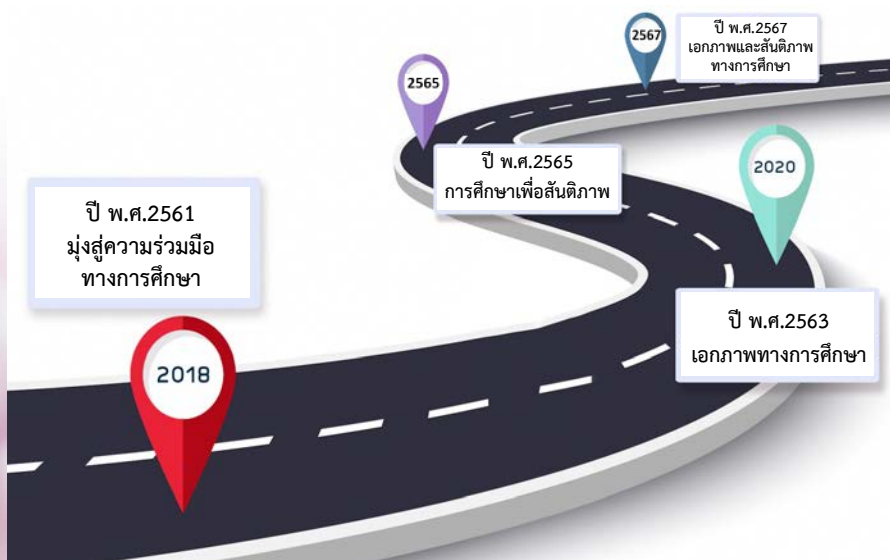 ปี พ.ศ.2561
มุ่งสู่ความร่วมมือ
ทางการศึกษา
2018
2020
ปี พ.ศ.2563
เอกภาพทางการศึกษา
2565
ปี พ.ศ.2565
การศึกษาเพื่อสันติภาพ
2567
ปี พ.ศ.2567
เอกภาพและสันติภาพ
ทางการศึกษา